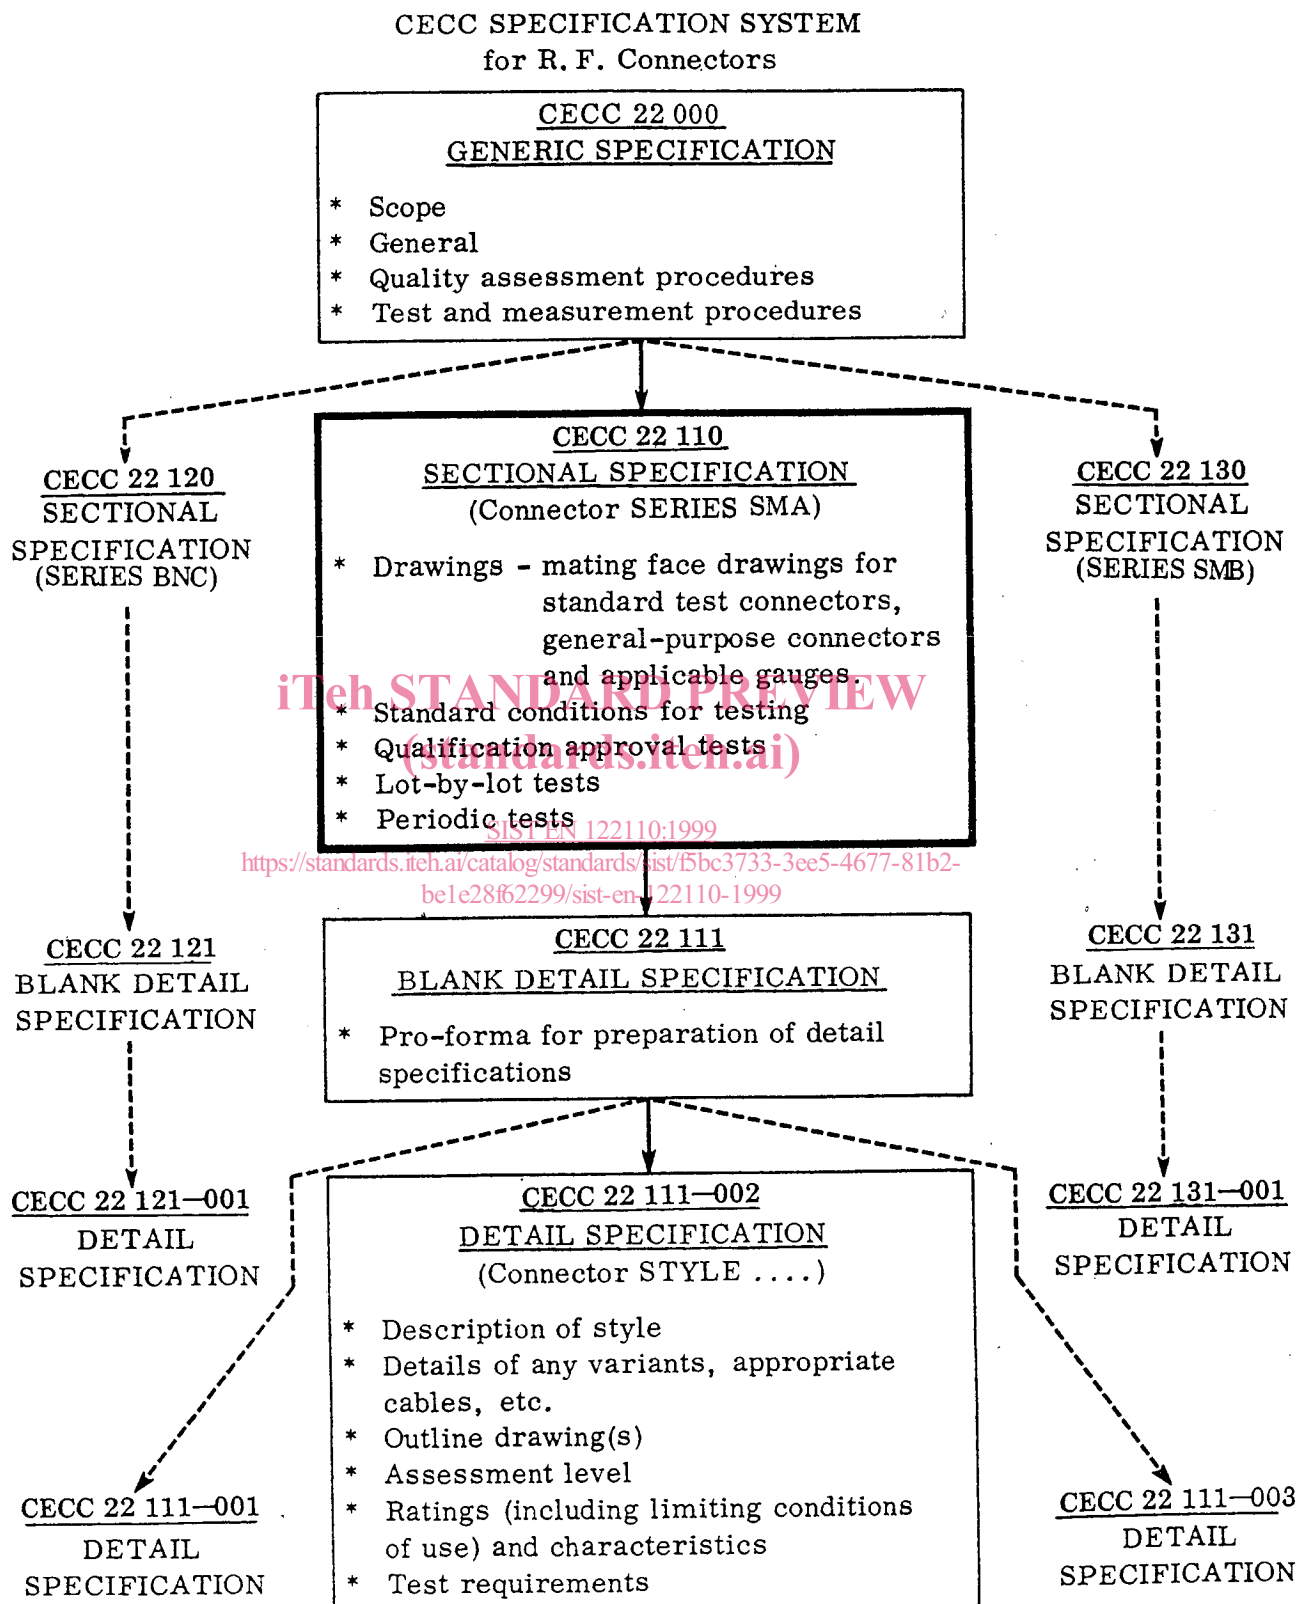 CECC SPECIFICATION SYSTEM
for R. F. Connectors
CECC 22 000
GENERIC SPECIFICATION
* Scope
* General
* Quality assessment procedures
* Test and measurement procedures
CECC 22 120
SECTIONAL
SPECIFICATION
(SERIES BNC)
CECC 22 110
SECTIONAL SPECIFICATION
(Connector SERIES SMA)
* Drawings - mating face drawings for
standard test connectors,
general-purpose connectors
and applicable gauges.
* Standard conditions for testing
* Qualification approval tests
* Lot-by-lot tests
* Periodic tests
CECC 22 130
SECTIONAL
SPECIFICATION
(SERIES SMB)
iTeh STANDARD PREVIEW
(standards.iteh.ai)
SIST EN 122110:1999
https://standards.iteh.ai/catalog/standards/sist/f5bc3733-3ee5-4677-81b2-
be1e28f62299/sist-en-122110-1999
CECC 22 121
BLANK DETAIL
SPECIFICATION
CECC 22 111
BLANK DETAIL SPECIFICATION
* Pro-forma for preparation of detail
specifications
CECC 22 131
BLANK DETAIL
SPECIFICATION
CECC 22 121—001
DETAIL
SPECIFICATION
CECC 22 111—002
DETAIL SPECIFICATION
(Connector STYLE ....)
* Description of style
* Details of any variants, appropriate
cables, etc.
* Outline drawing(s)
* Assessment level
* Ratings (including limiting conditions
of use) and characteristics
* Test requirements
CECC 22 131—001
DETAIL
SPECIFICATION
CECC 22 111—001
DETAIL
SPECIFICATION
CECC 22 111—003
DETAIL
SPECIFICATION